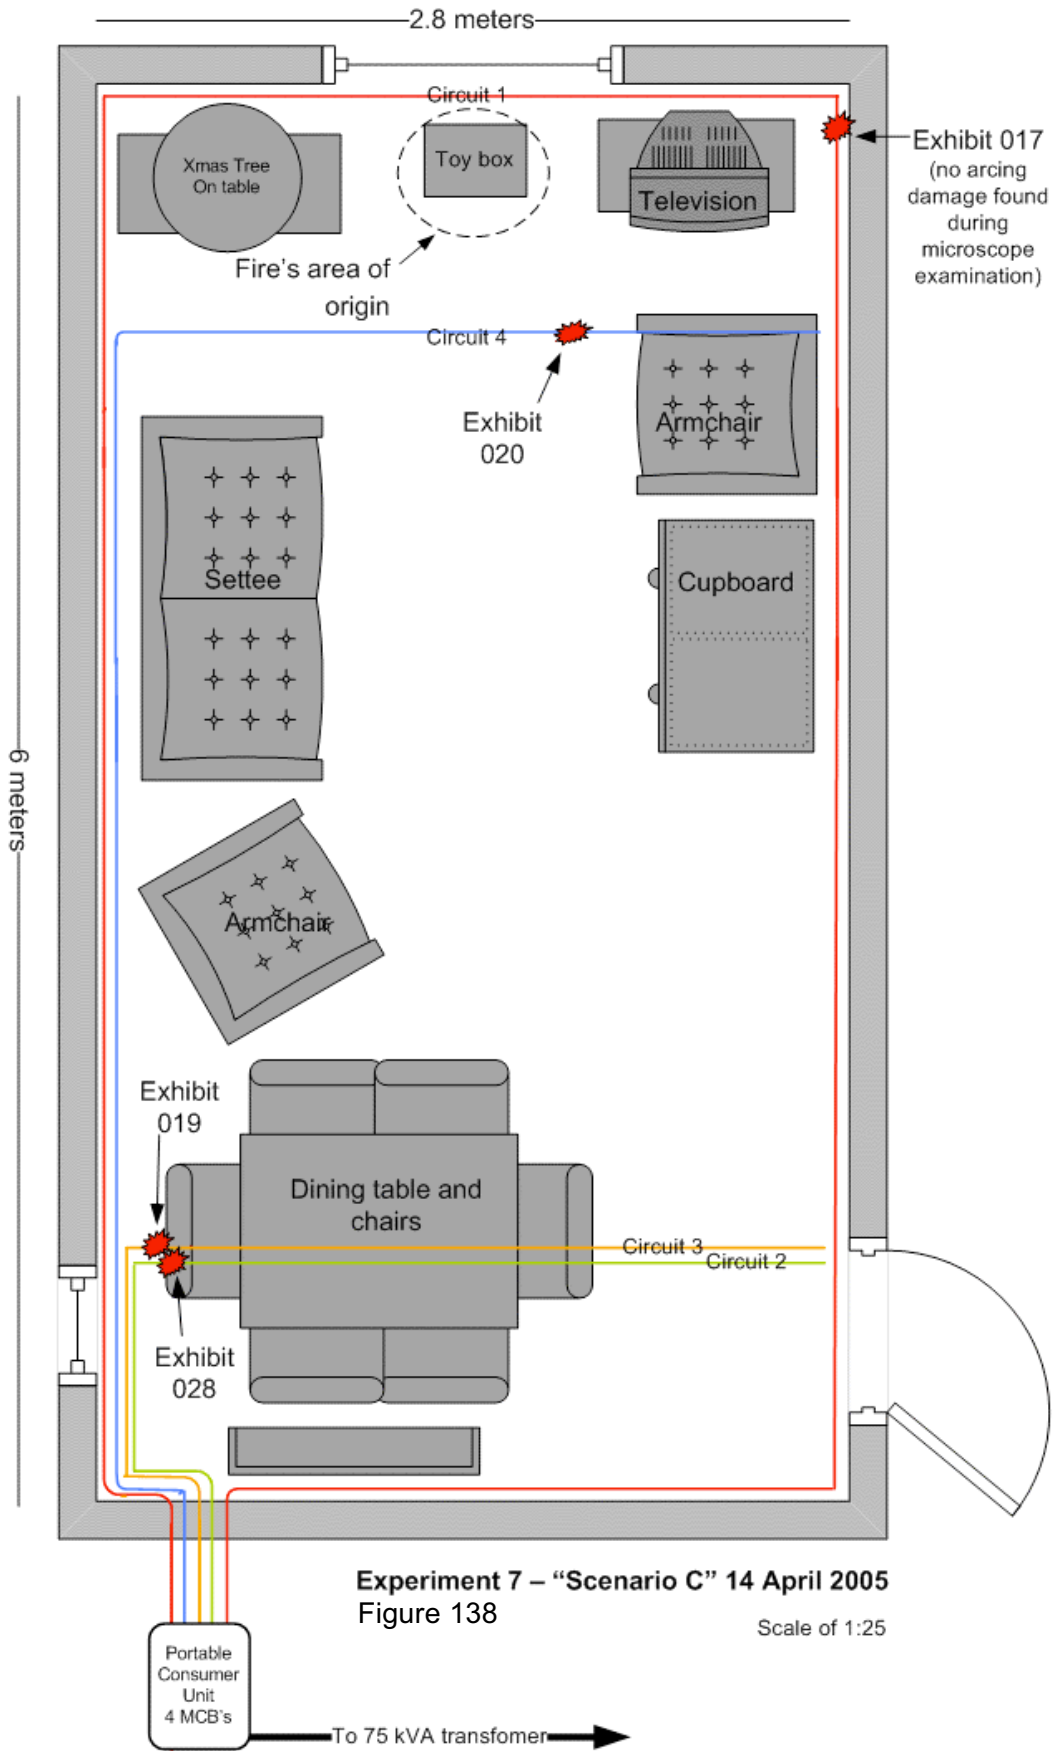 2.8 meters
Circuit 1
Exhibit 017
(no arcing
damage found
during
microscope
examination)
Xmas Tree
On table
Toy box
Television
Fire's area of
origin
Circuit 4
Exhibit
020
Armchair
Settee
Cupboard
6 meters
Armchair
Exhibit
019
Dining table and
chairs
Circuit 3
Circuit 2
Exhibit
028
Experiment 7 – “Scenario C” 14 April 2005
Figure 138
Scale of 1:25
Portable
Consumer
Unit
4 MCB's
To 75 kVA transfomer